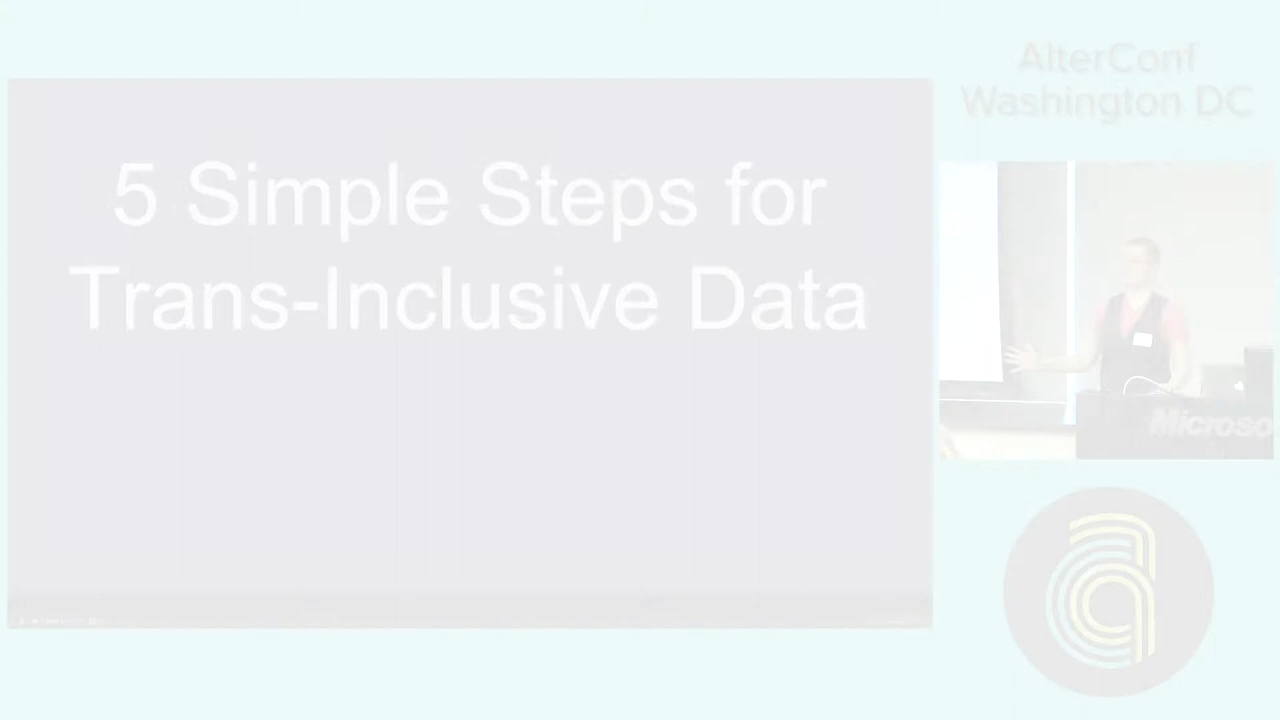 AlterConf
Washington DC
5 Simple Steps for
Trans-Inclusive Data
Microso